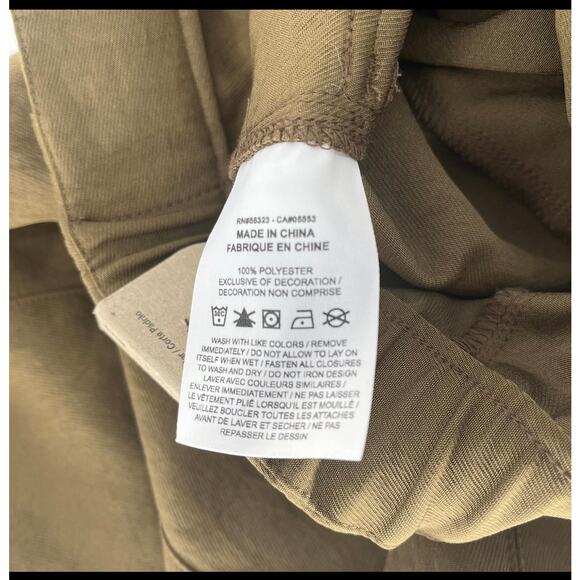 RN#56323 - CA#05553
MADE IN CHINA
FABRIQUE EN CHINE
100% POLYESTER
EXCLUSIVE OF DECORATION /
DECORATION NON COMPRISE
WASH WITH LIKE COLORS / REMOVE
IMMEDIATELY / DO NOT ALLOW TO LAY ON
ITSELF WHEN WET / FASTEN ALL CLOSURES
TO WASH AND DRY / DO NOT IRON DESIGN
LAVER AVEC COULEURS SIMILAIRES /
ENLEVER IMMÉDIATEMENT / NE PAS LAISSER
LE VÊTEMENT PLIÉ LORSQU'IL EST MOUILLÉ /
VEUILLEZ BOUCLER TOUTES LES ATTACHES
AVANT DE LAVER ET SECHER / NE PAS
REPASSER LE DESSIN
/ Corte Padrão